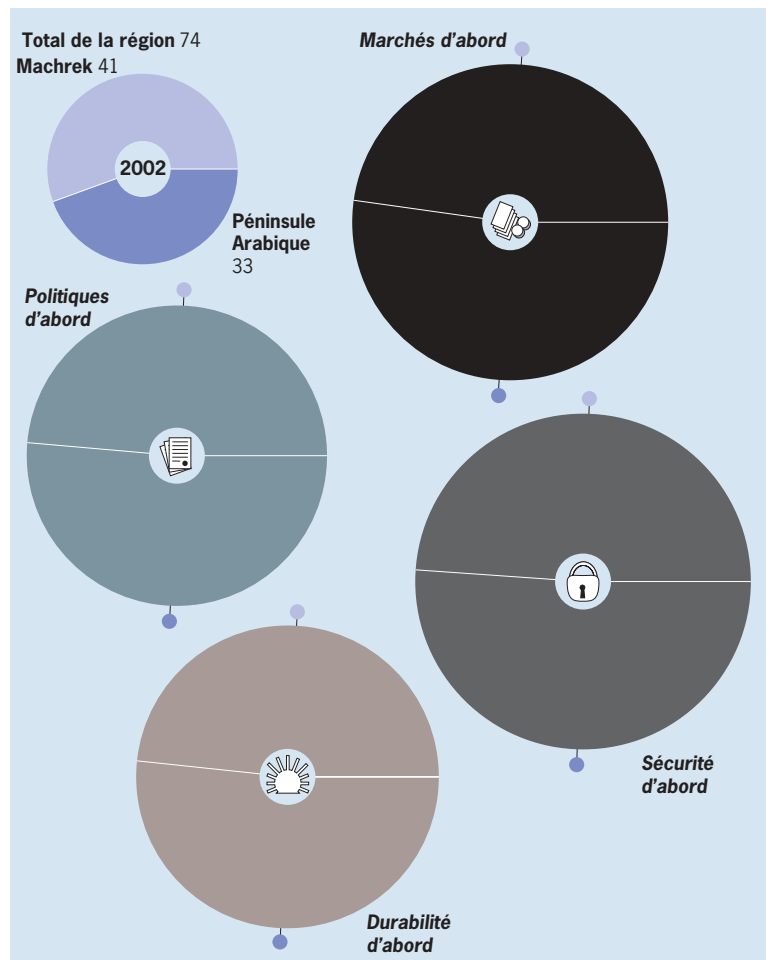 Total de la région 74
Machrek 41
2002
Péninsule
Arabique
33
Marchés d'abord
Politiques
d'abord
Sécurité
d'abord
Durabilité
d'abord